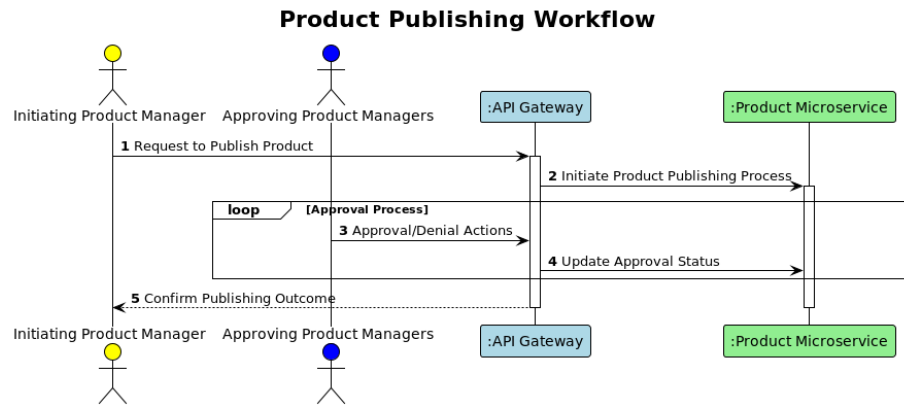 Product Publishing Workflow
Initiating Product Manager
Approving Product Managers
:API Gateway
:Product Microservice
1 Request to Publish Product
2 Initiate Product Publishing Process
loop [Approval Process]
3 Approval/Denial Actions
4 Update Approval Status
5 Confirm Publishing Outcome
Initiating Product Manager
Approving Product Managers
:API Gateway
:Product Microservice